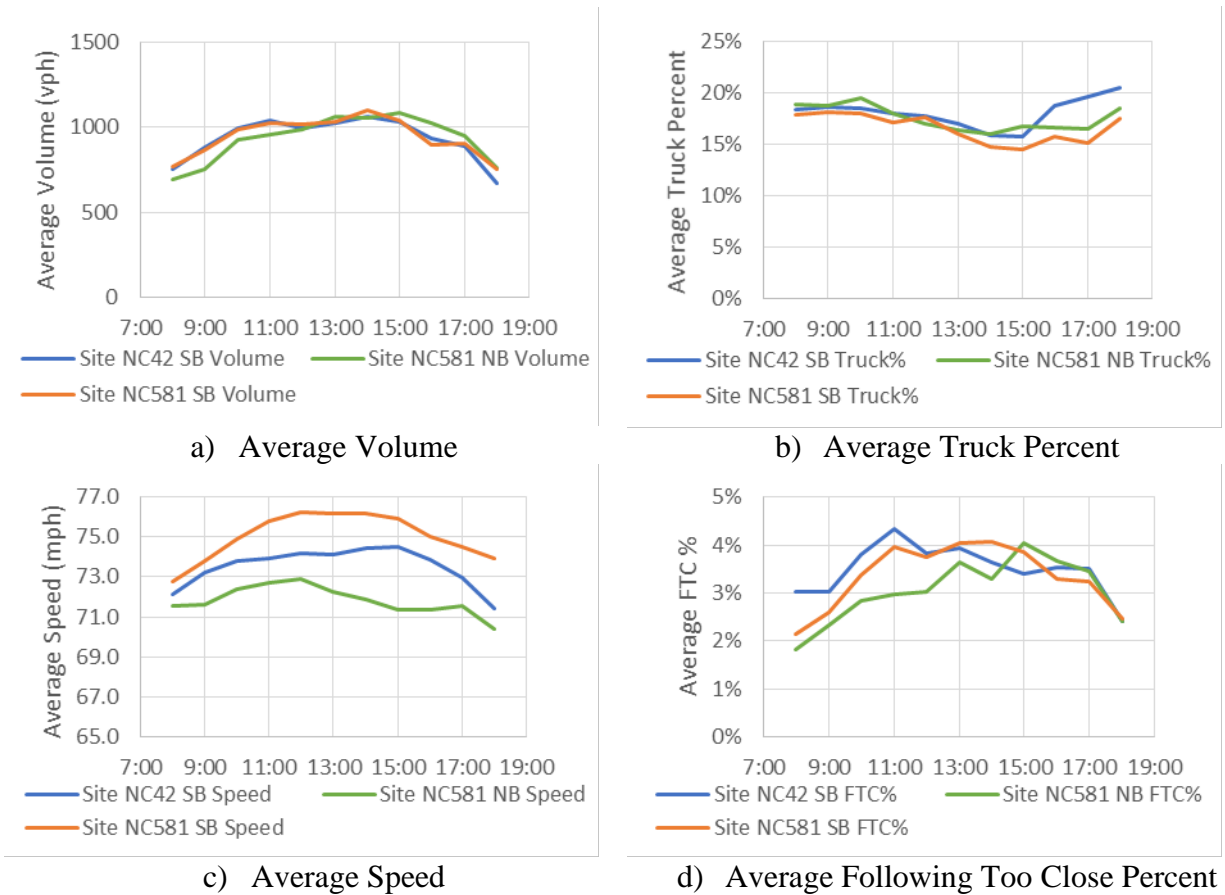 1500
1000
500
0
Average Volume (vph)
7:00 9:00 11:00 13:00 15:00 17:00 19:00
Site NC42 SB Volume Site NC581 NB Volume
Site NC581 SB Volume
a) Average Volume
25%
20%
15%
10%
5%
0%
Average Truck Percent
7:00 9:00 11:00 13:00 15:00 17:00 19:00
Site NC42 SB Truck% Site NC581 NB Truck%
Site NC581 SB Truck%
b) Average Truck Percent
77.0
75.0
73.0
71.0
69.0
67.0
65.0
Average Speed (mph)
7:00 9:00 11:00 13:00 15:00 17:00 19:00
Site NC42 SB Speed Site NC581 NB Speed
Site NC581 SB Speed
c) Average Speed
5%
4%
3%
2%
1%
0%
Average FTC %
7:00 9:00 11:00 13:00 15:00 17:00 19:00
Site NC42 SB FTC% Site NC581 NB FTC%
Site NC581 SB FTC%
d) Average Following Too Close Percent